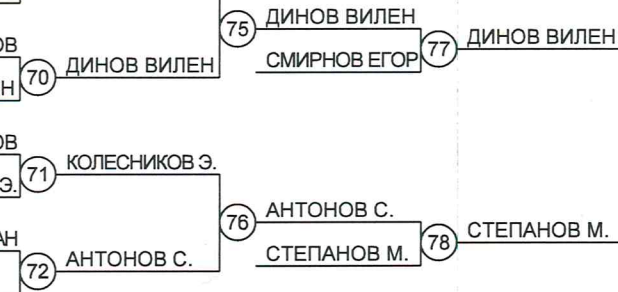 75
ДИНОВ ВИЛЕН
77
ДИНОВ ВИЛЕН
СМИРНОВ ЕГОР
70
ДИНОВ ВИЛЕН
71
КОЛЕСНИКОВ Э.
Э.
76
АНТОНОВ С.
78
СТЕПАНОВ М.
СТЕПАНОВ М.
72
АНТОНОВ С.